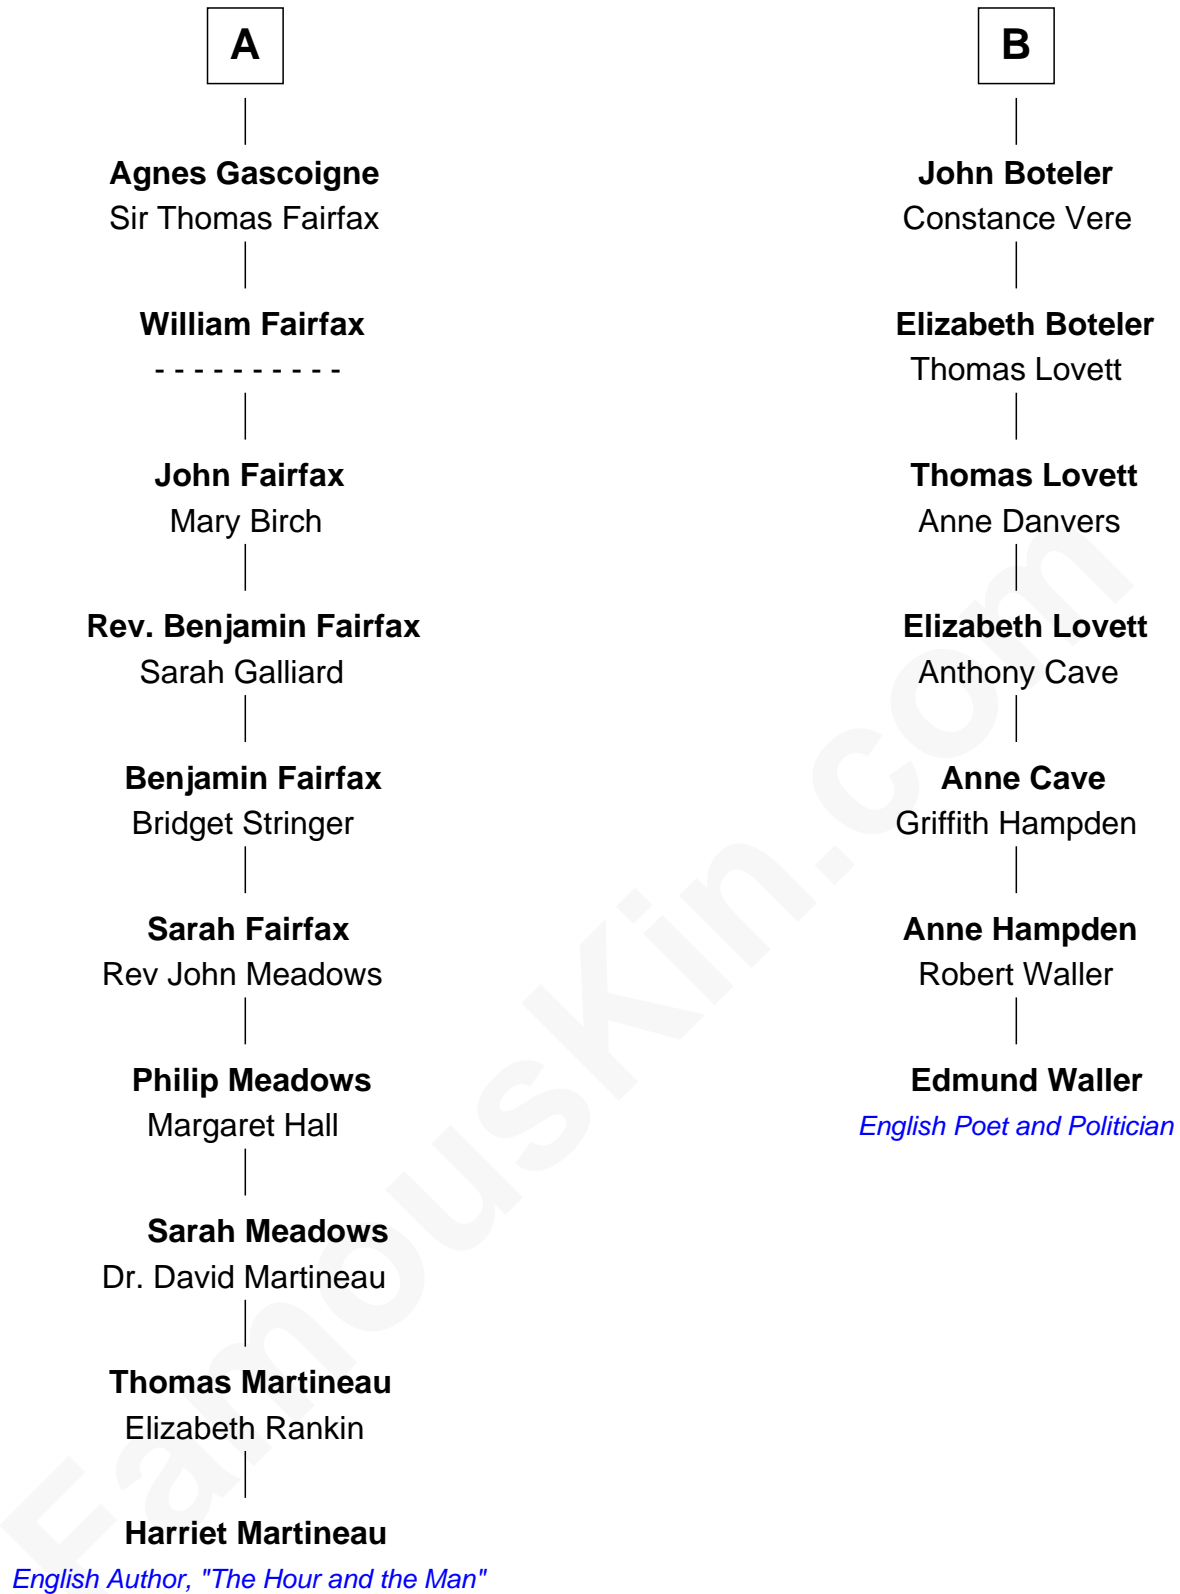 A
Agnes Gascoigne
Sir Thomas Fairfax
William Fairfax
- - - - - - - - - -
John Fairfax
Mary Birch
Rev. Benjamin Fairfax
Sarah Galliard
Benjamin Fairfax
Bridget Stringer
Sarah Fairfax
Rev John Meadows
Philip Meadows
Margaret Hall
Sarah Meadows
Dr. David Martineau
Thomas Martineau
Elizabeth Rankin
Harriet Martineau
English Author, "The Hour and the Man"
B
John Boteler
Constance Vere
Elizabeth Boteler
Thomas Lovett
Thomas Lovett
Anne Danvers
Elizabeth Lovett
Anthony Cave
Anne Cave
Griffith Hampden
Anne Hampden
Robert Waller
Edmund Waller
English Poet and Politician
FamousKin.com